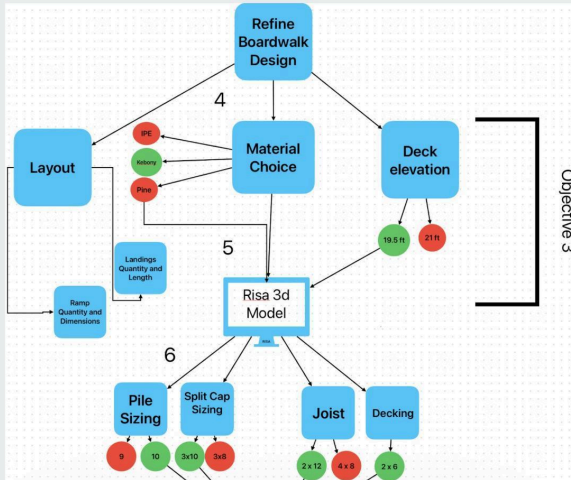 Refine
Boardwalk
Design
4
Layout
IPE
Kebony
Pine
Material
Choice
Deck
elevation
Objective 3
19.5 ft
21 ft
5
Landings
Quantity and
Length
Ramp
Quantity and
Dimensions
Risa 3d
Model
RISA
6
Pile
Sizing
Split Cap
Sizing
Joist
Decking
9
10
3x10
3x8
2 x 12
4 x 8
2 x 6